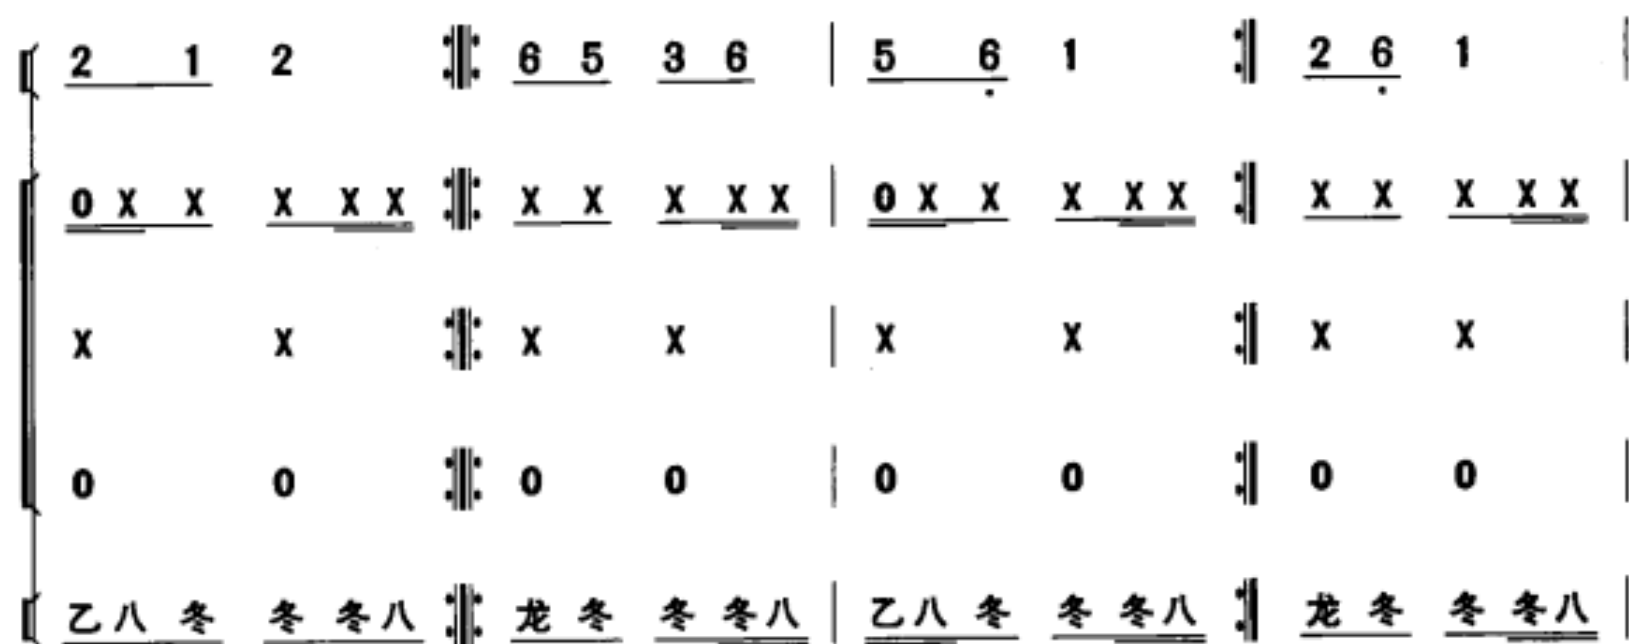 2 1 2 6 5 3 6 5 6 1 2 6 1
0 X X X X X X X X X X 0 X X X X X X X X X X
X X X X X X X X
0 0 0 0 0 0 0 0
乙 八 冬 冬 冬 八 龙 冬 冬 冬 八 乙 八 冬 冬 冬 八 龙 冬 冬 冬 八